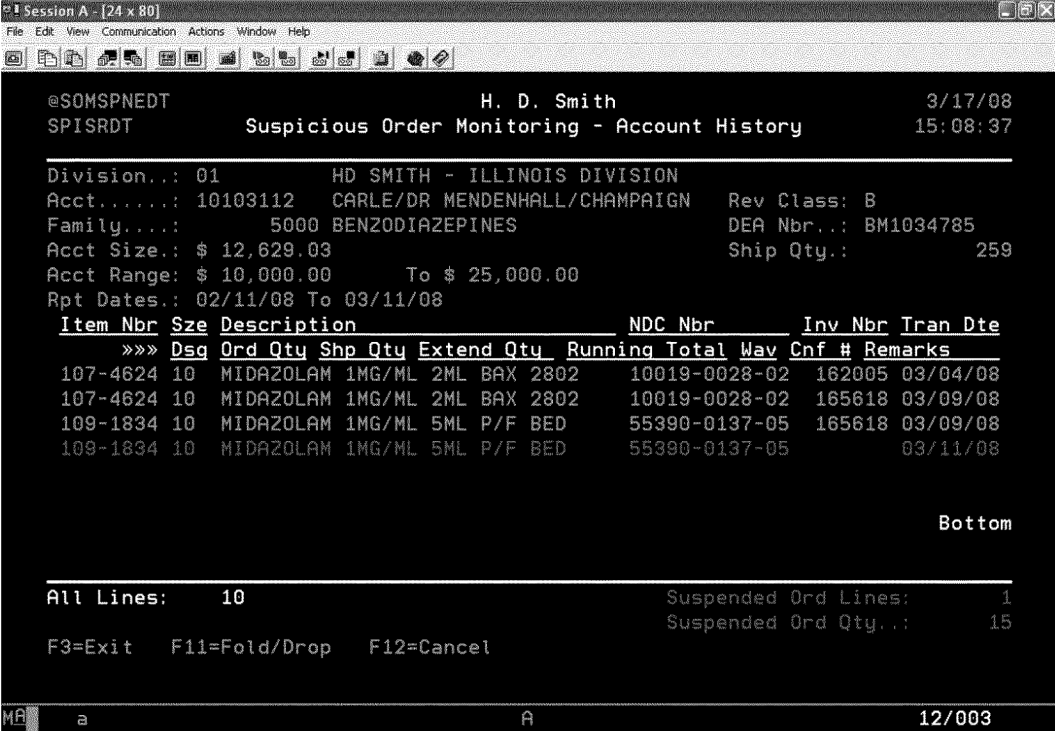 Session A - [24 x 80]
File Edit View Communication Actions Window Help
@SOMSPNEDT H. D. Smith 3/17/08
SPISRDT Suspicious Order Monitoring - Account History 15:08:37
Division..: 01 HD SMITH - ILLINOIS DIVISION
Acct......: 10103112 CARLE/DR MENDENHALL/CHAMPAIGN Rev Class: B
Family....: 5000 BENZODIAZEPINES DEA Nbr..: BM1034785
Acct Size.: $ 12,629.03 Ship Qty.: 259
Acct Range: $ 10,000.00 To $ 25,000.00
Rpt Dates.: 02/11/08 To 03/11/08
Item Nbr Sze Description NDC Nbr Inv Nbr Tran Dte
»»» Dsq Ord Qty Shp Qty Extend Qty Running Total Wav Cnf # Remarks
107-4624 10 MIDAZOLAM 1MG/ML 2ML BAX 2802 10019-0028-02 162005 03/04/08
107-4624 10 MIDAZOLAM 1MG/ML 2ML BAX 2802 10019-0028-02 165618 03/09/08
109-1834 10 MIDAZOLAM 1MG/ML 5ML P/F BED 55390-0137-05 165618 03/09/08
109-1834 10 MIDAZOLAM 1MG/ML 5ML P/F BED 55390-0137-05 03/11/08
Bottom
All Lines: 10 Suspended Ord Lines: 1
Suspended Ord Qty..: 15
F3=Exit F11=Fold/Drop F12=Cancel
MA a A 12/003